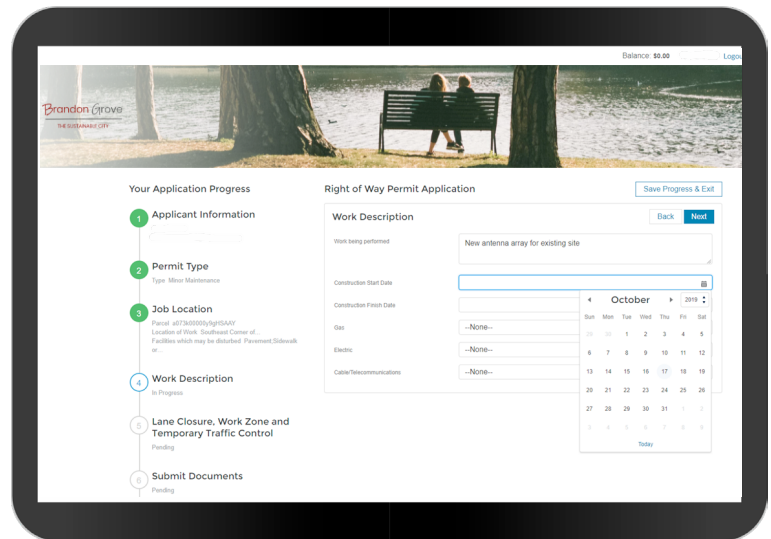 Balance $0.00
Logou
Brandon Grove
THE SUSTAINABLE CITY
Your Application Progress
1 Applicant Information
2 Permit Type
Type Minor Maintenance
3 Job Location
Parcel a073k00009y9gHSAAY
Location of Work Southeast Corner of...
Facilities which may be disturbed Pavement;Sidewalk
or...
4 Work Description
In Progress
5 Lane Closure, Work Zone and
Temporary Traffic Control
Pending
6 Submit Documents
Pending
Right of Way Permit Application
Save Progress & Exit
Work Description
Back
Next
Work being performed
New antenna array for existing site
Construction Start Date
Construction Finish Date
Gas
--None--
Electric
--None--
Cable/Telecommunications
--None--
October
2019
Sun Mon Tue Wed Thu Fri Sat
29 30 1 2 3 4 5
6 7 8 9 10 11 12
13 14 15 16 17 18 19
20 21 22 23 24 25 26
27 28 29 30 31 1 2
3 4 5 6 7 8 9
Today